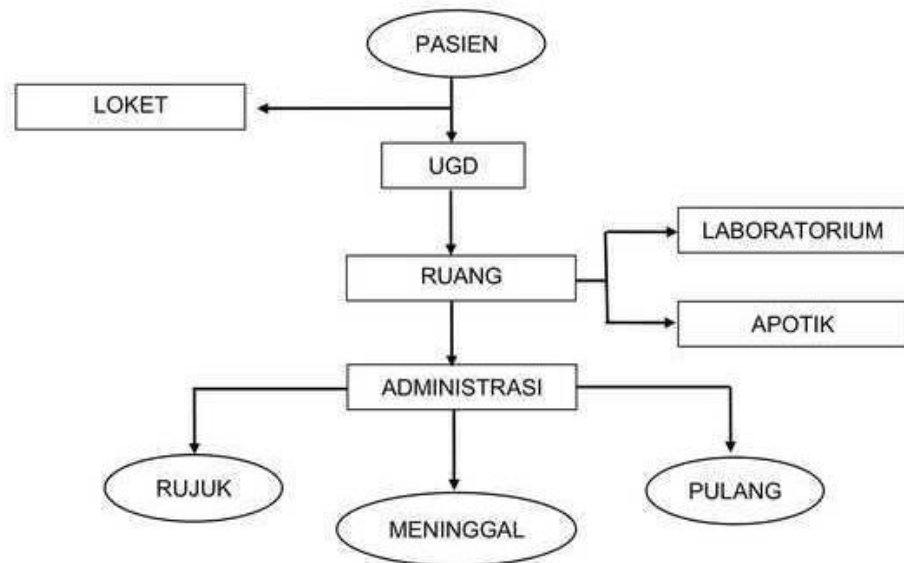 PASIEN
LOKET
UGD
LABORATORIUM
RUANG
APOTIK
ADMINISTRASI
RUJUK
PULANG
MENINGGAL